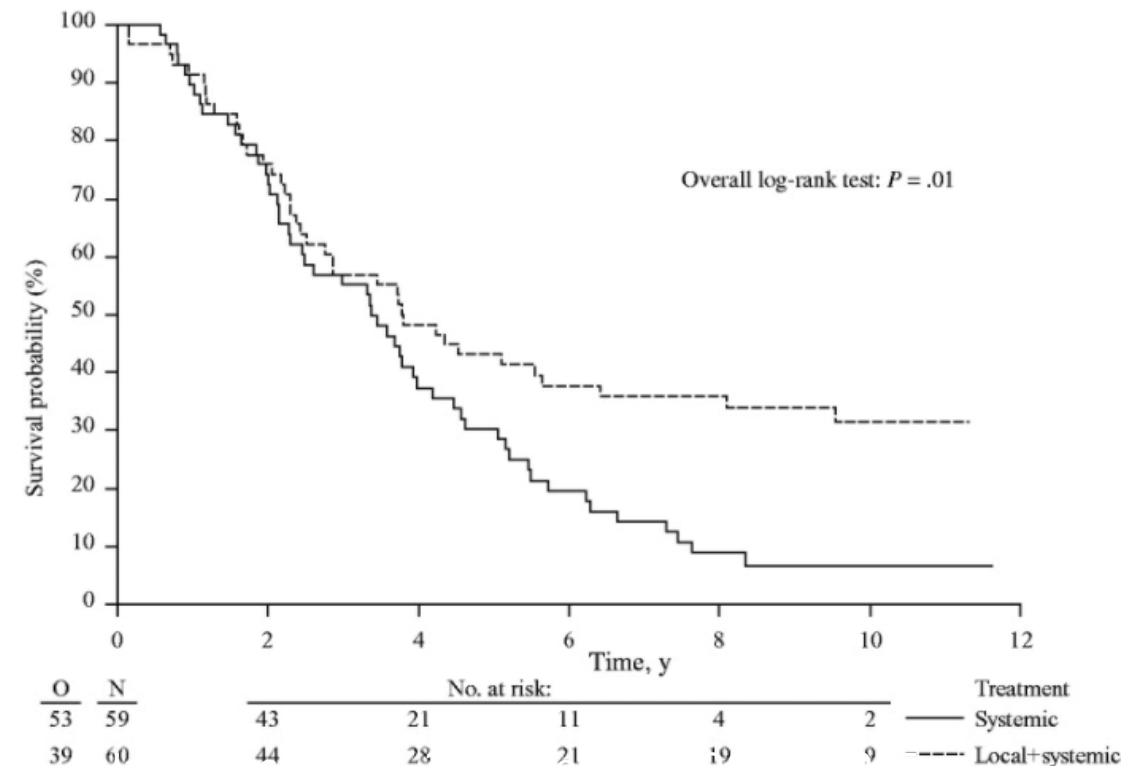 100
90
80
70
60
50
40
30
20
10
0
Survival probability (%)
Overall log-rank test: P = .01
0 2 4 6 8 10 12
Time, y
O N No. at risk: Treatment
53 59 43 21 11 4 2 Systemic
39 60 44 28 21 19 9 Local+systemic